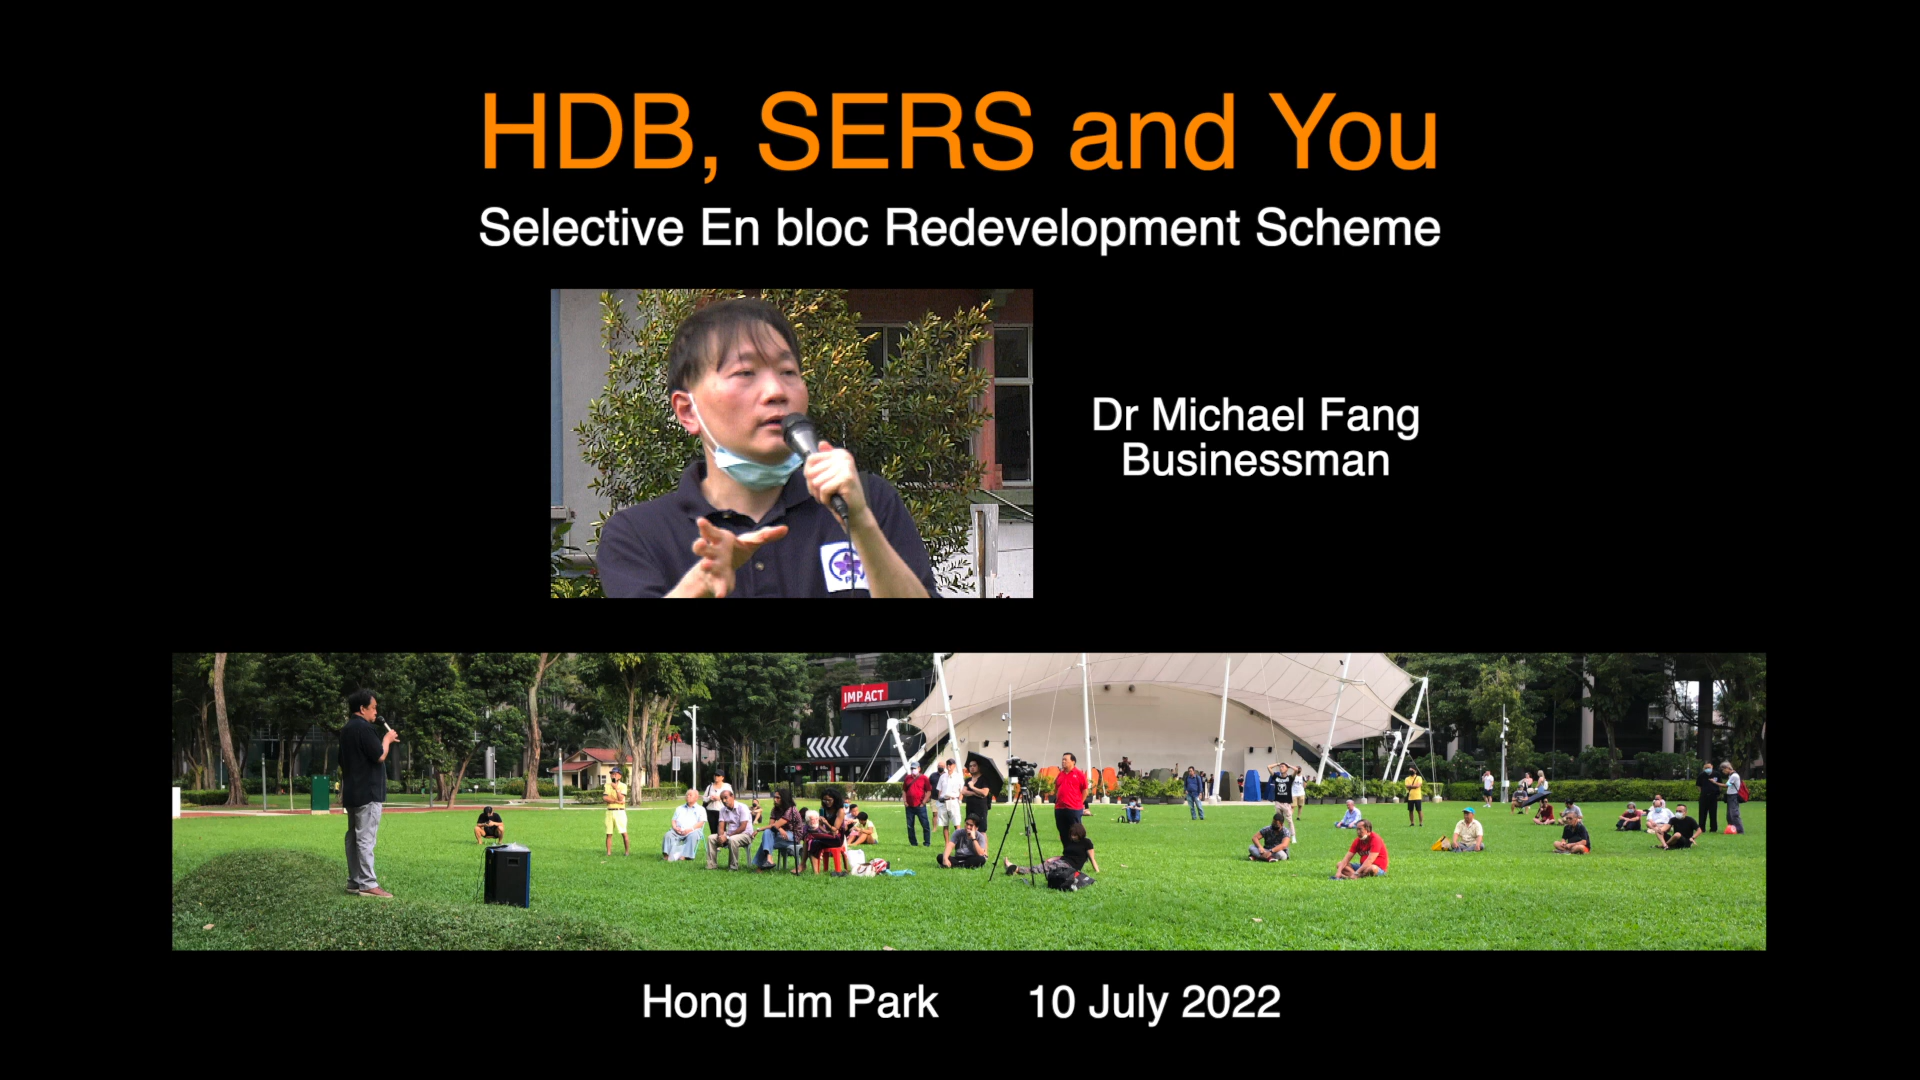 HDB, SERS and You
Selective En bloc Redevelopment Scheme
Dr Michael Fang
Businessman
IMPACT
Hong Lim Park 10 July 2022